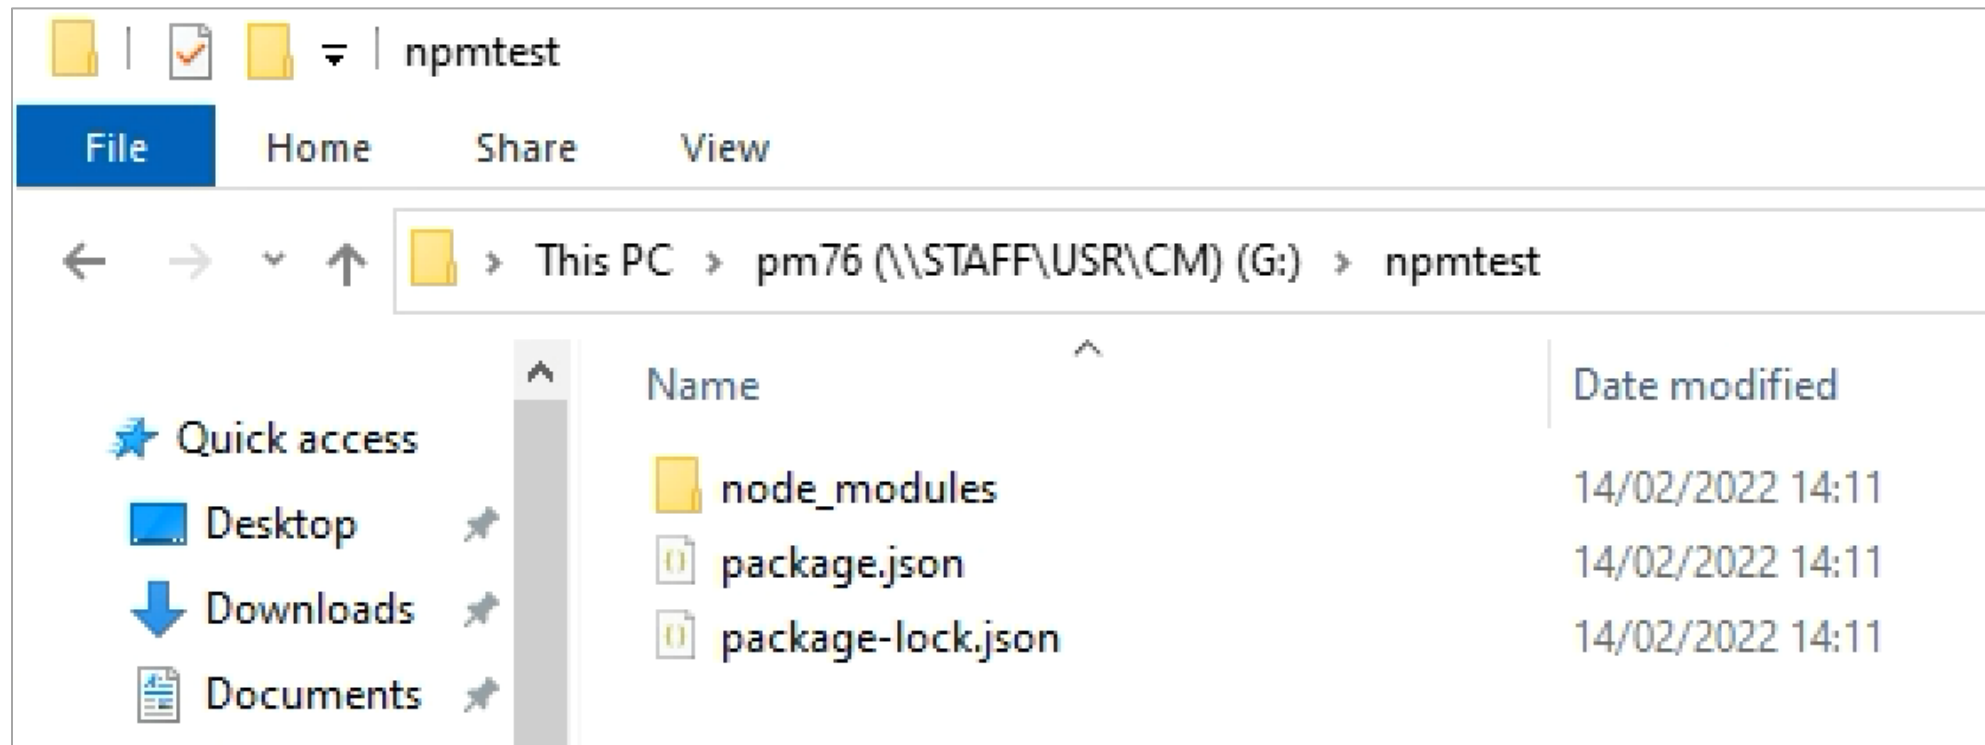 npmtest
File Home Share View
This PC > pm76 (\\STAFF\USR\CM) (G:) > npmtest
Name Date modified
Quick access
Desktop
Downloads
Documents
node_modules 14/02/2022 14:11
package.json 14/02/2022 14:11
package-lock.json 14/02/2022 14:11